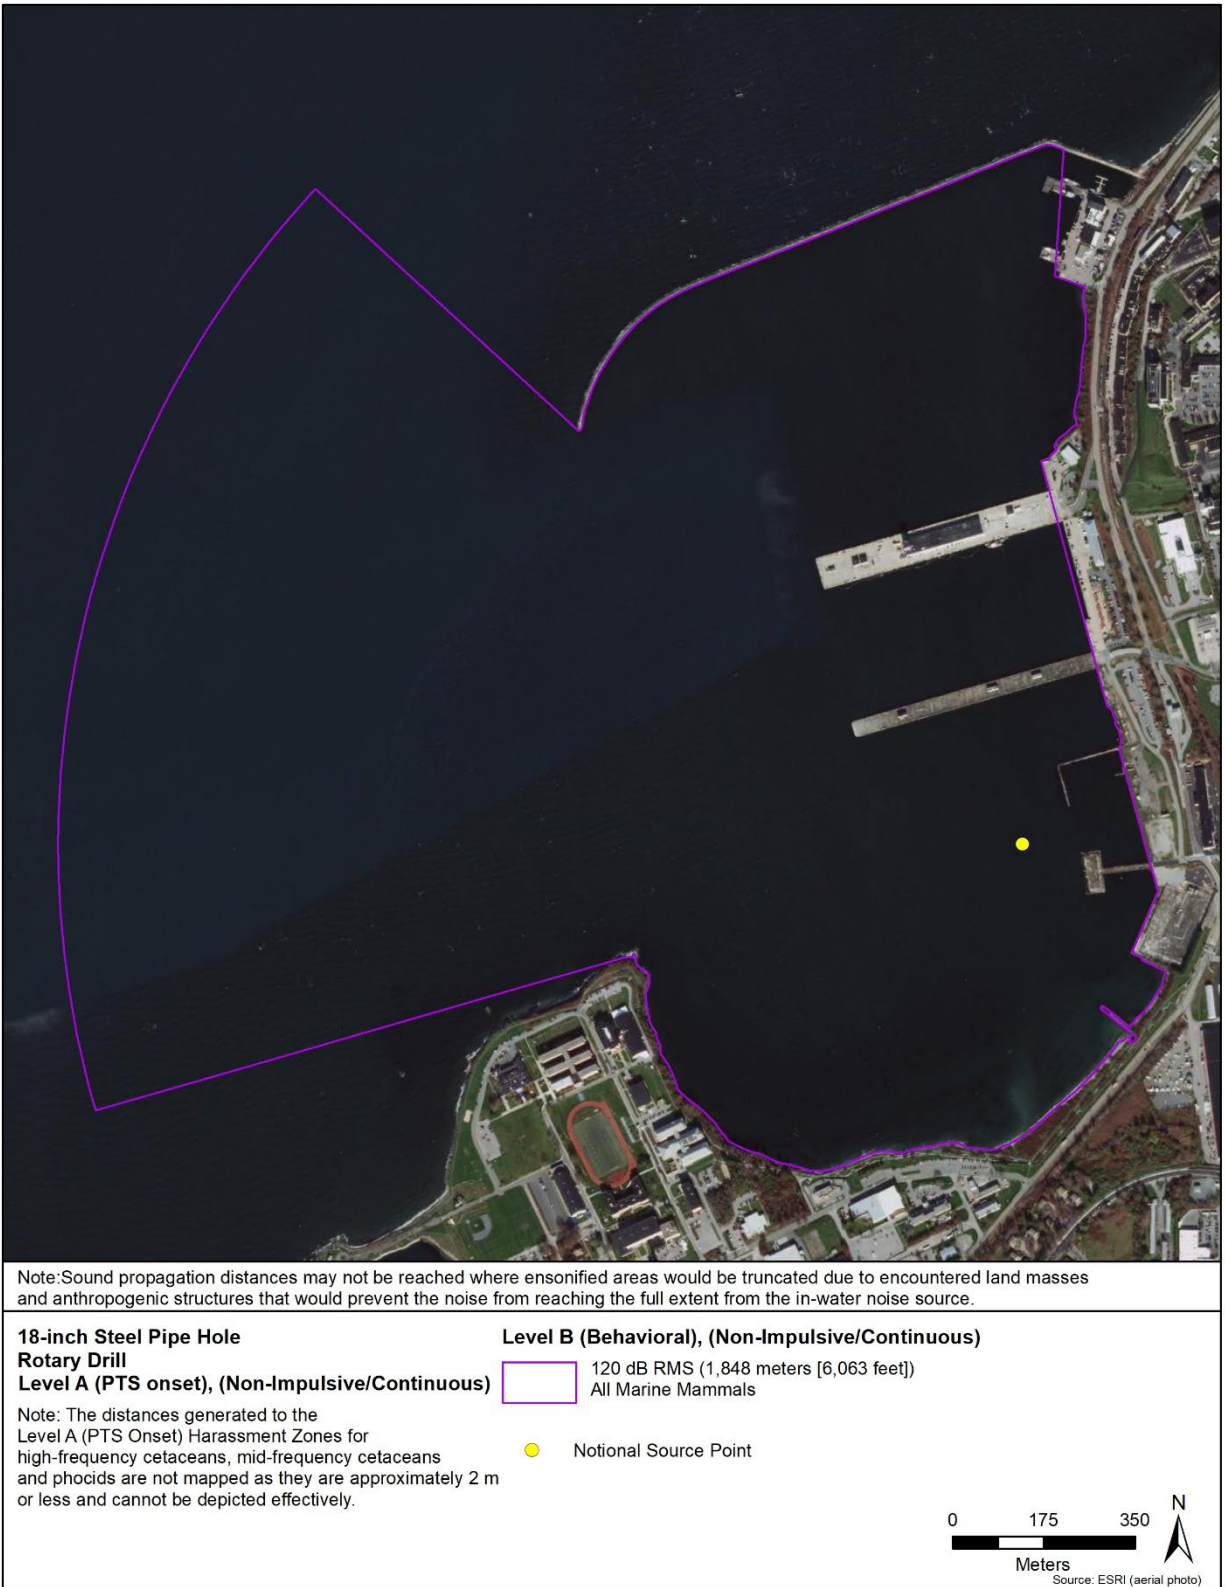 Note:Sound propagation distances may not be reached where ensonified areas would be truncated due to encountered land masses
and anthropogenic structures that would prevent the noise from reaching the full extent from the in-water noise source.
18-inch Steel Pipe Hole
Rotary Drill
Level A (PTS onset), (Non-Impulsive/Continuous)
Note: The distances generated to the
Level A (PTS Onset) Harassment Zones for
high-frequency cetaceans, mid-frequency cetaceans
and phocids are not mapped as they are approximately 2 m
or less and cannot be depicted effectively.
Level B (Behavioral), (Non-Impulsive/Continuous)
120 dB RMS (1,848 meters [6,063 feet])
All Marine Mammals
Notional Source Point
0 175 350
Meters
N
Source: ESRI (aerial photo)